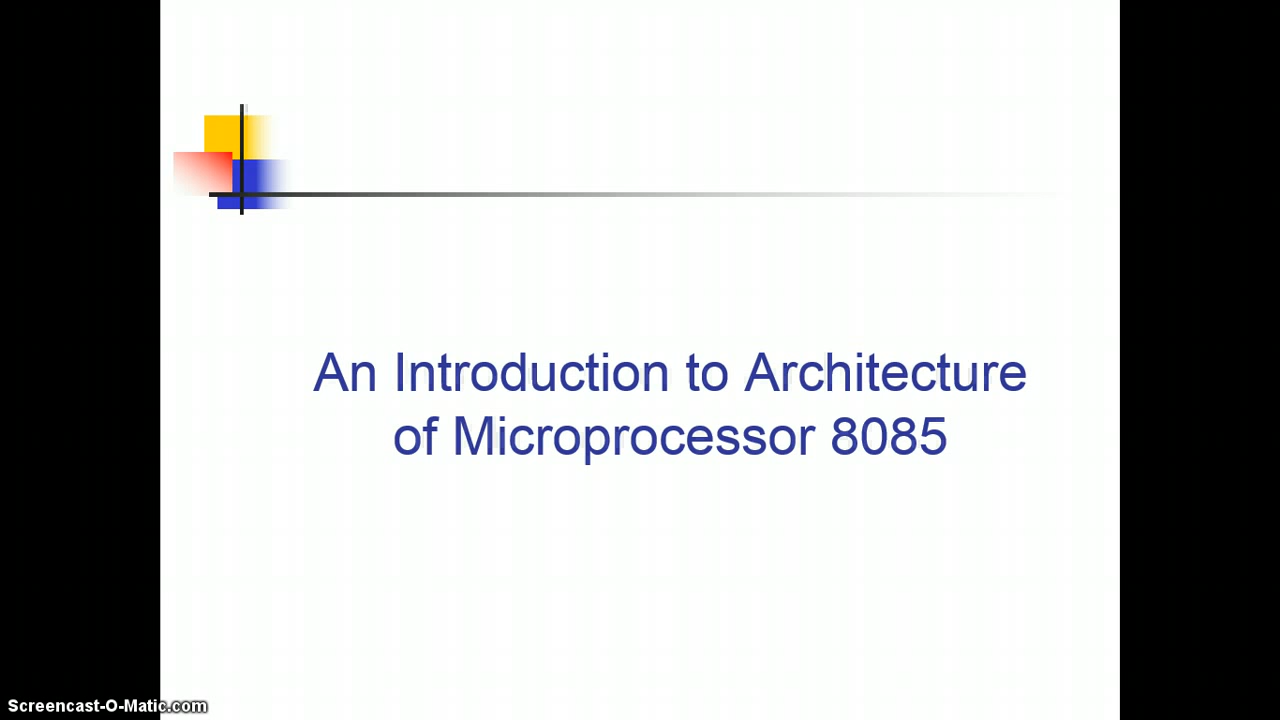 An Introduction to Architecture
of Microprocessor 8085
Screencast-O-Matic.com